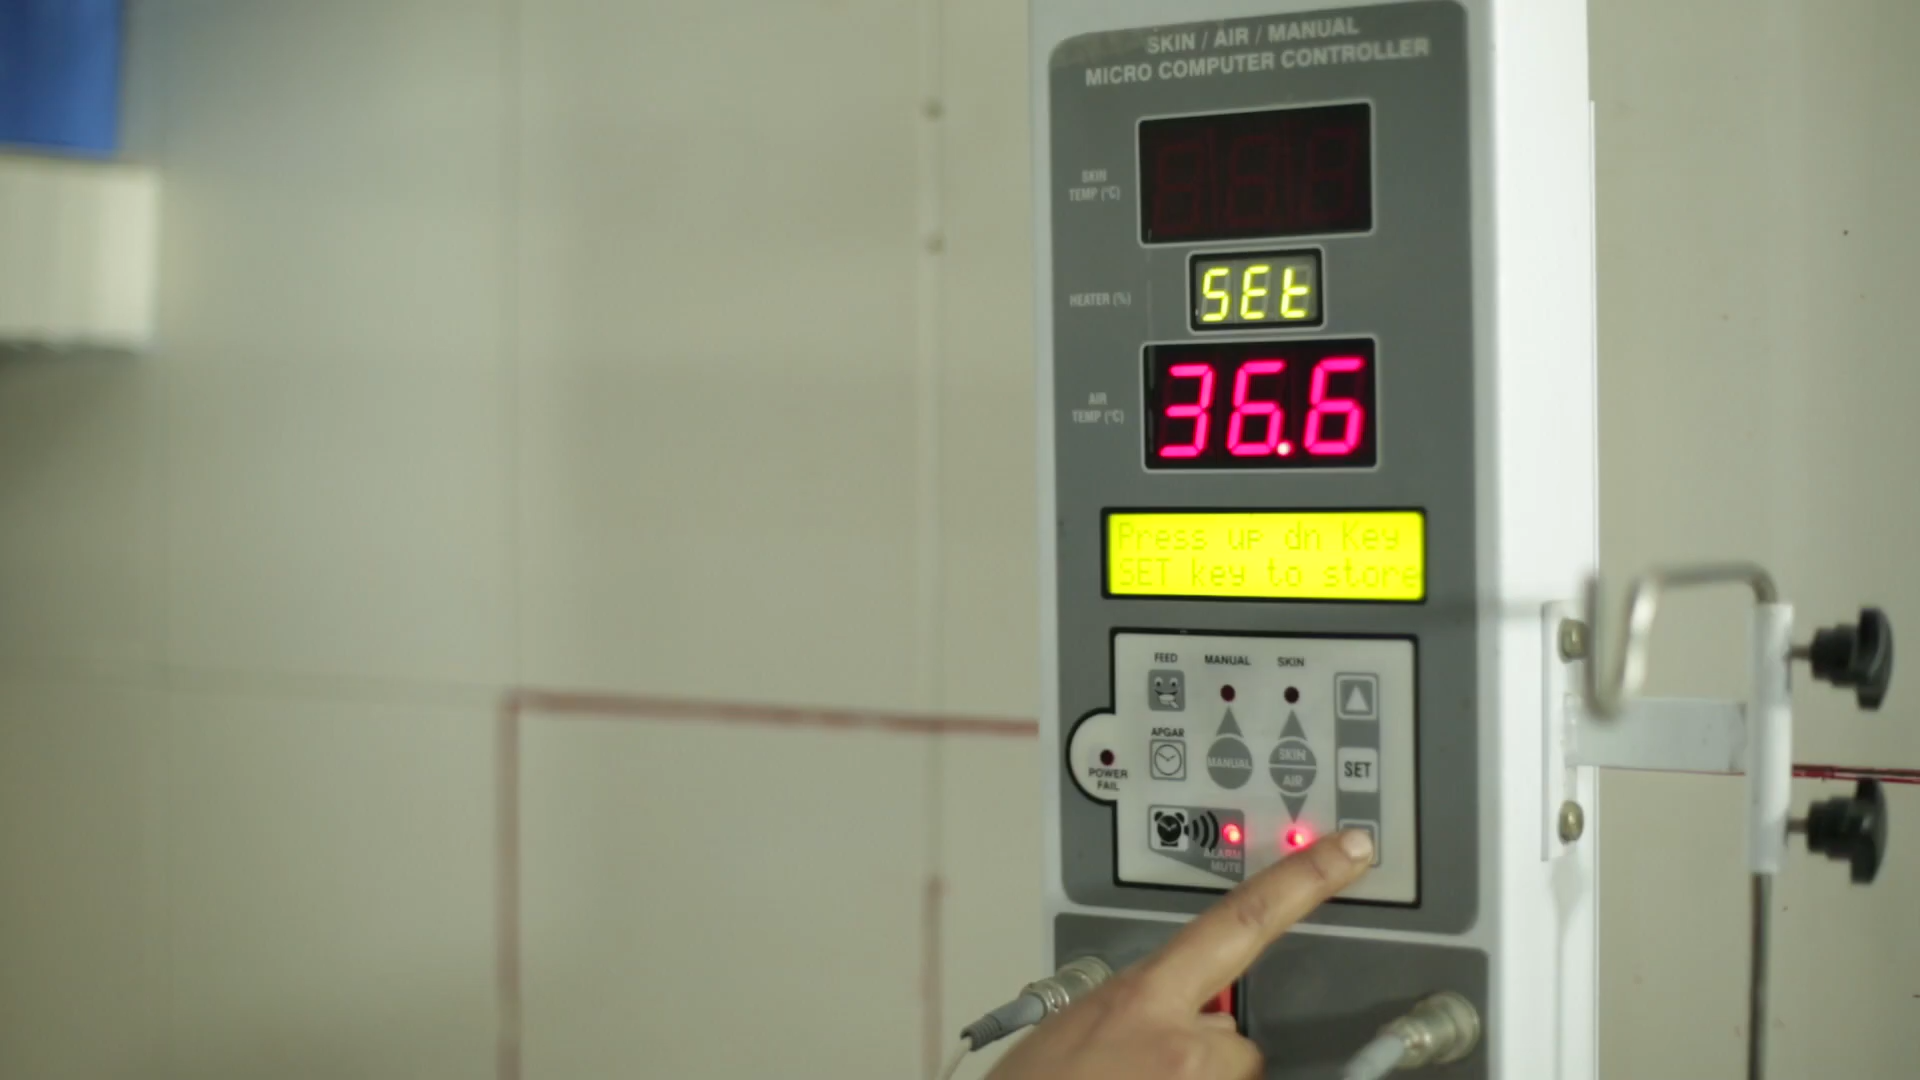 SKIN / AIR / MANUAL
MICRO COMPUTER CONTROLLER
SKIN
TEMP (°C)
HEATER (%)
SEt
AIR
TEMP (°C)
36.6
Press up dn Key
SET key to store
FEED
MANUAL
SKIN
APGAR
MANUAL
SKIN
AIR
SET
POWER
FAIL
ALARM
MUTE